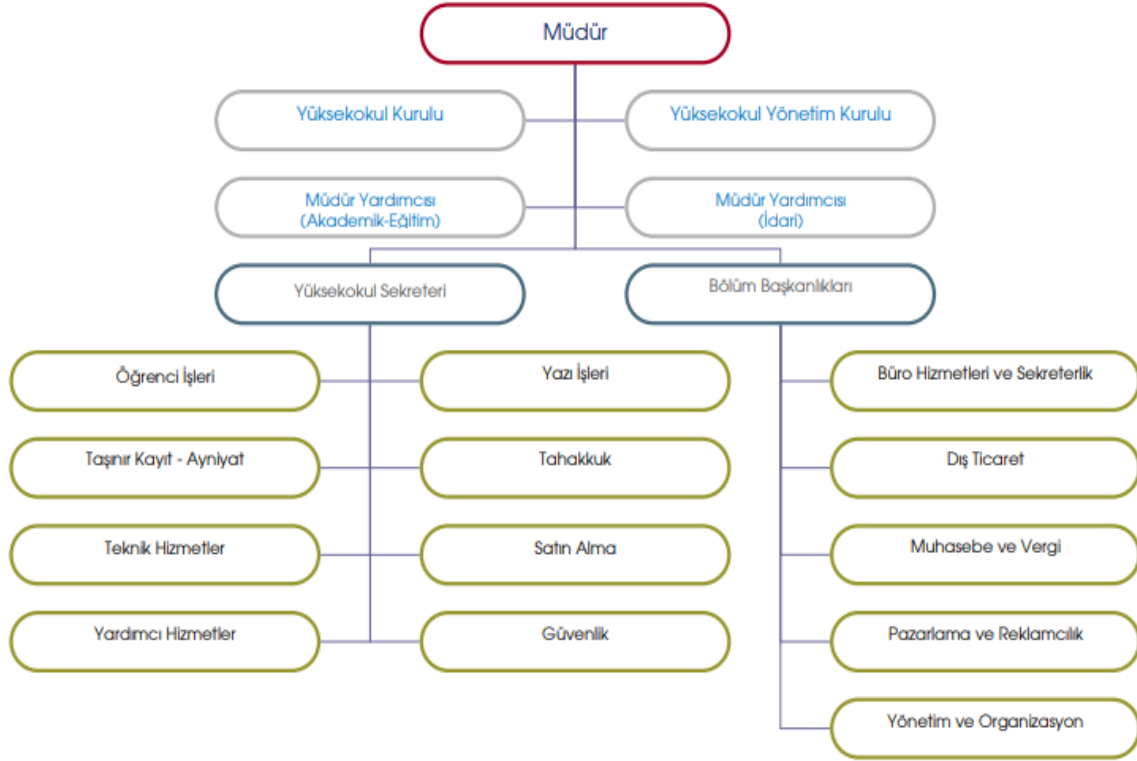 Müdür
Yüksekokul Kurulu
Yüksekokul Yönetim Kurulu
Müdür Yardımcısı
(Akademik-Eğitim)
Müdür Yardımcısı
(İdari)
Yüksekokul Sekreteri
Bölüm Başkanlıkları
Öğrenci İşleri
Yazı İşleri
Büro Hizmetleri ve Sekreterlik
Taşınır Kayıt - Ayniyat
Tahakkuk
Dış Ticaret
Teknik Hizmetler
Satın Alma
Muhasebe ve Vergi
Yardımcı Hizmetler
Güvenlik
Pazarlama ve Reklamcılık
Yönetim ve Organizasyon